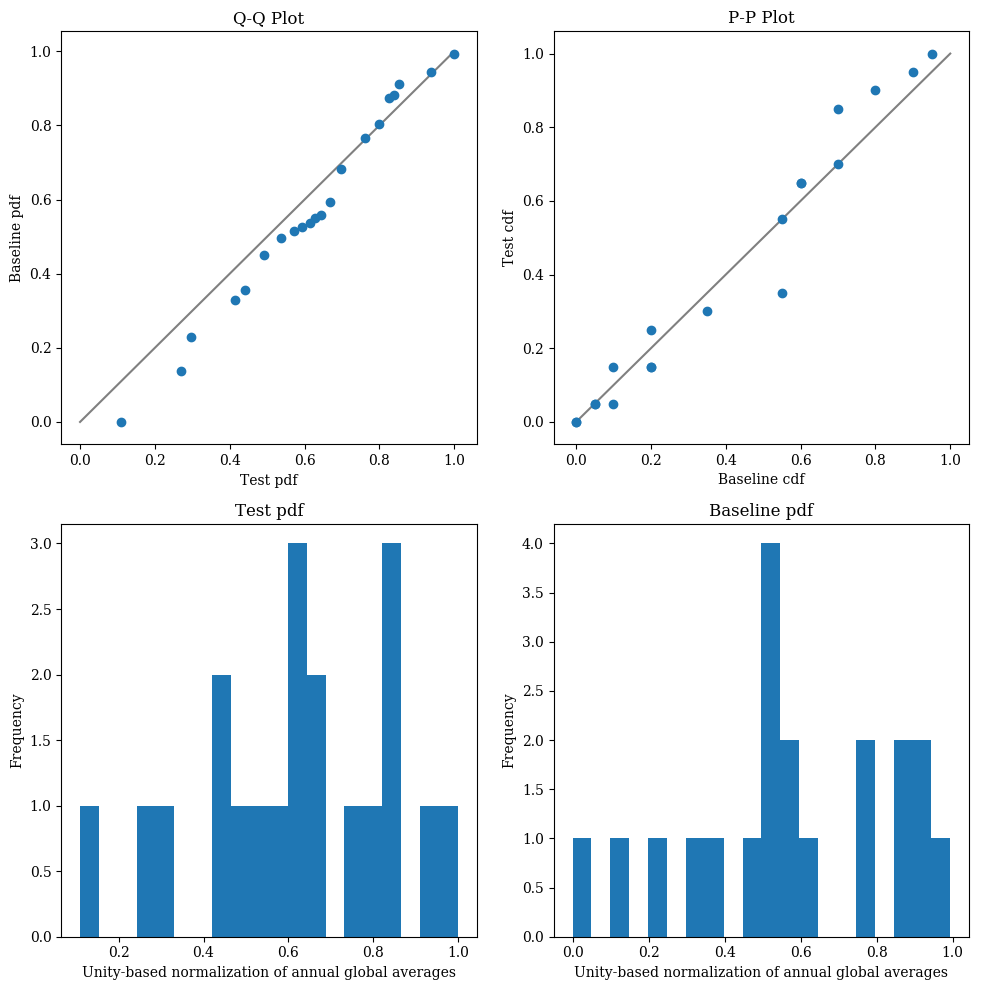 Q-Q Plot
1.0
0.8
0.6
0.4
0.2
0.0
Baseline pdf
0.0 0.2 0.4 0.6 0.8 1.0
Test pdf
P-P Plot
1.0
0.8
0.6
0.4
0.2
0.0
Test cdf
0.0 0.2 0.4 0.6 0.8 1.0
Baseline cdf
Test pdf
3.0
2.5
2.0
1.5
1.0
0.5
0.0
Frequency
0.2 0.4 0.6 0.8 1.0
Unity-based normalization of annual global averages
Baseline pdf
4.0
3.5
3.0
2.5
2.0
1.5
1.0
0.5
0.0
Frequency
0.0 0.2 0.4 0.6 0.8 1.0
Unity-based normalization of annual global averages